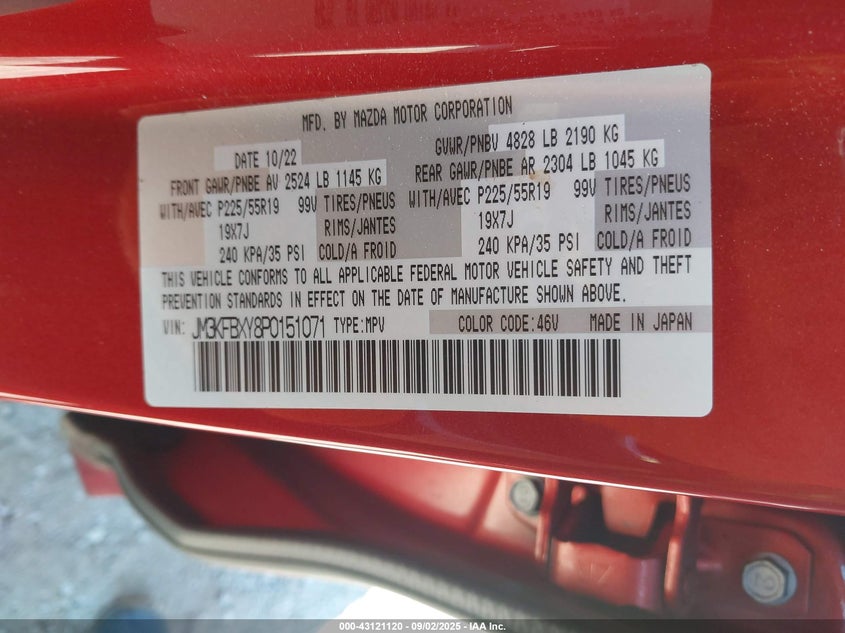 MFD. BY MAZDA MOTOR CORPORATION
DATE 10/22 GVWR/PNBV 4828 LB 2190 KG
FRONT GAWR/PNBE AV 2524 LB 1145 KG REAR GAWR/PNBE AR 2304 LB 1045 KG
WITH/AVEC P225/55R19 99V TIRES/PNEUS WITH/AVEC P225/55R19 99V TIRES/PNEUS
19X7J RIMS/JANTES 19X7J RIMS/JANTES
240 KPA/35 PSI COLD/A FROID 240 KPA/35 PSI COLD/A FROID
THIS VEHICLE CONFORMS TO ALL APPLICABLE FEDERAL MOTOR VEHICLE SAFETY AND THEFT
PREVENTION STANDARDS IN EFFECT ON THE DATE OF MANUFACTURE SHOWN ABOVE.
VIN: JM3KFBXY8P0151071 TYPE:MPV COLOR CODE:46V MADE IN JAPAN
000-43121120 - 09/02/2025 - IAA Inc.